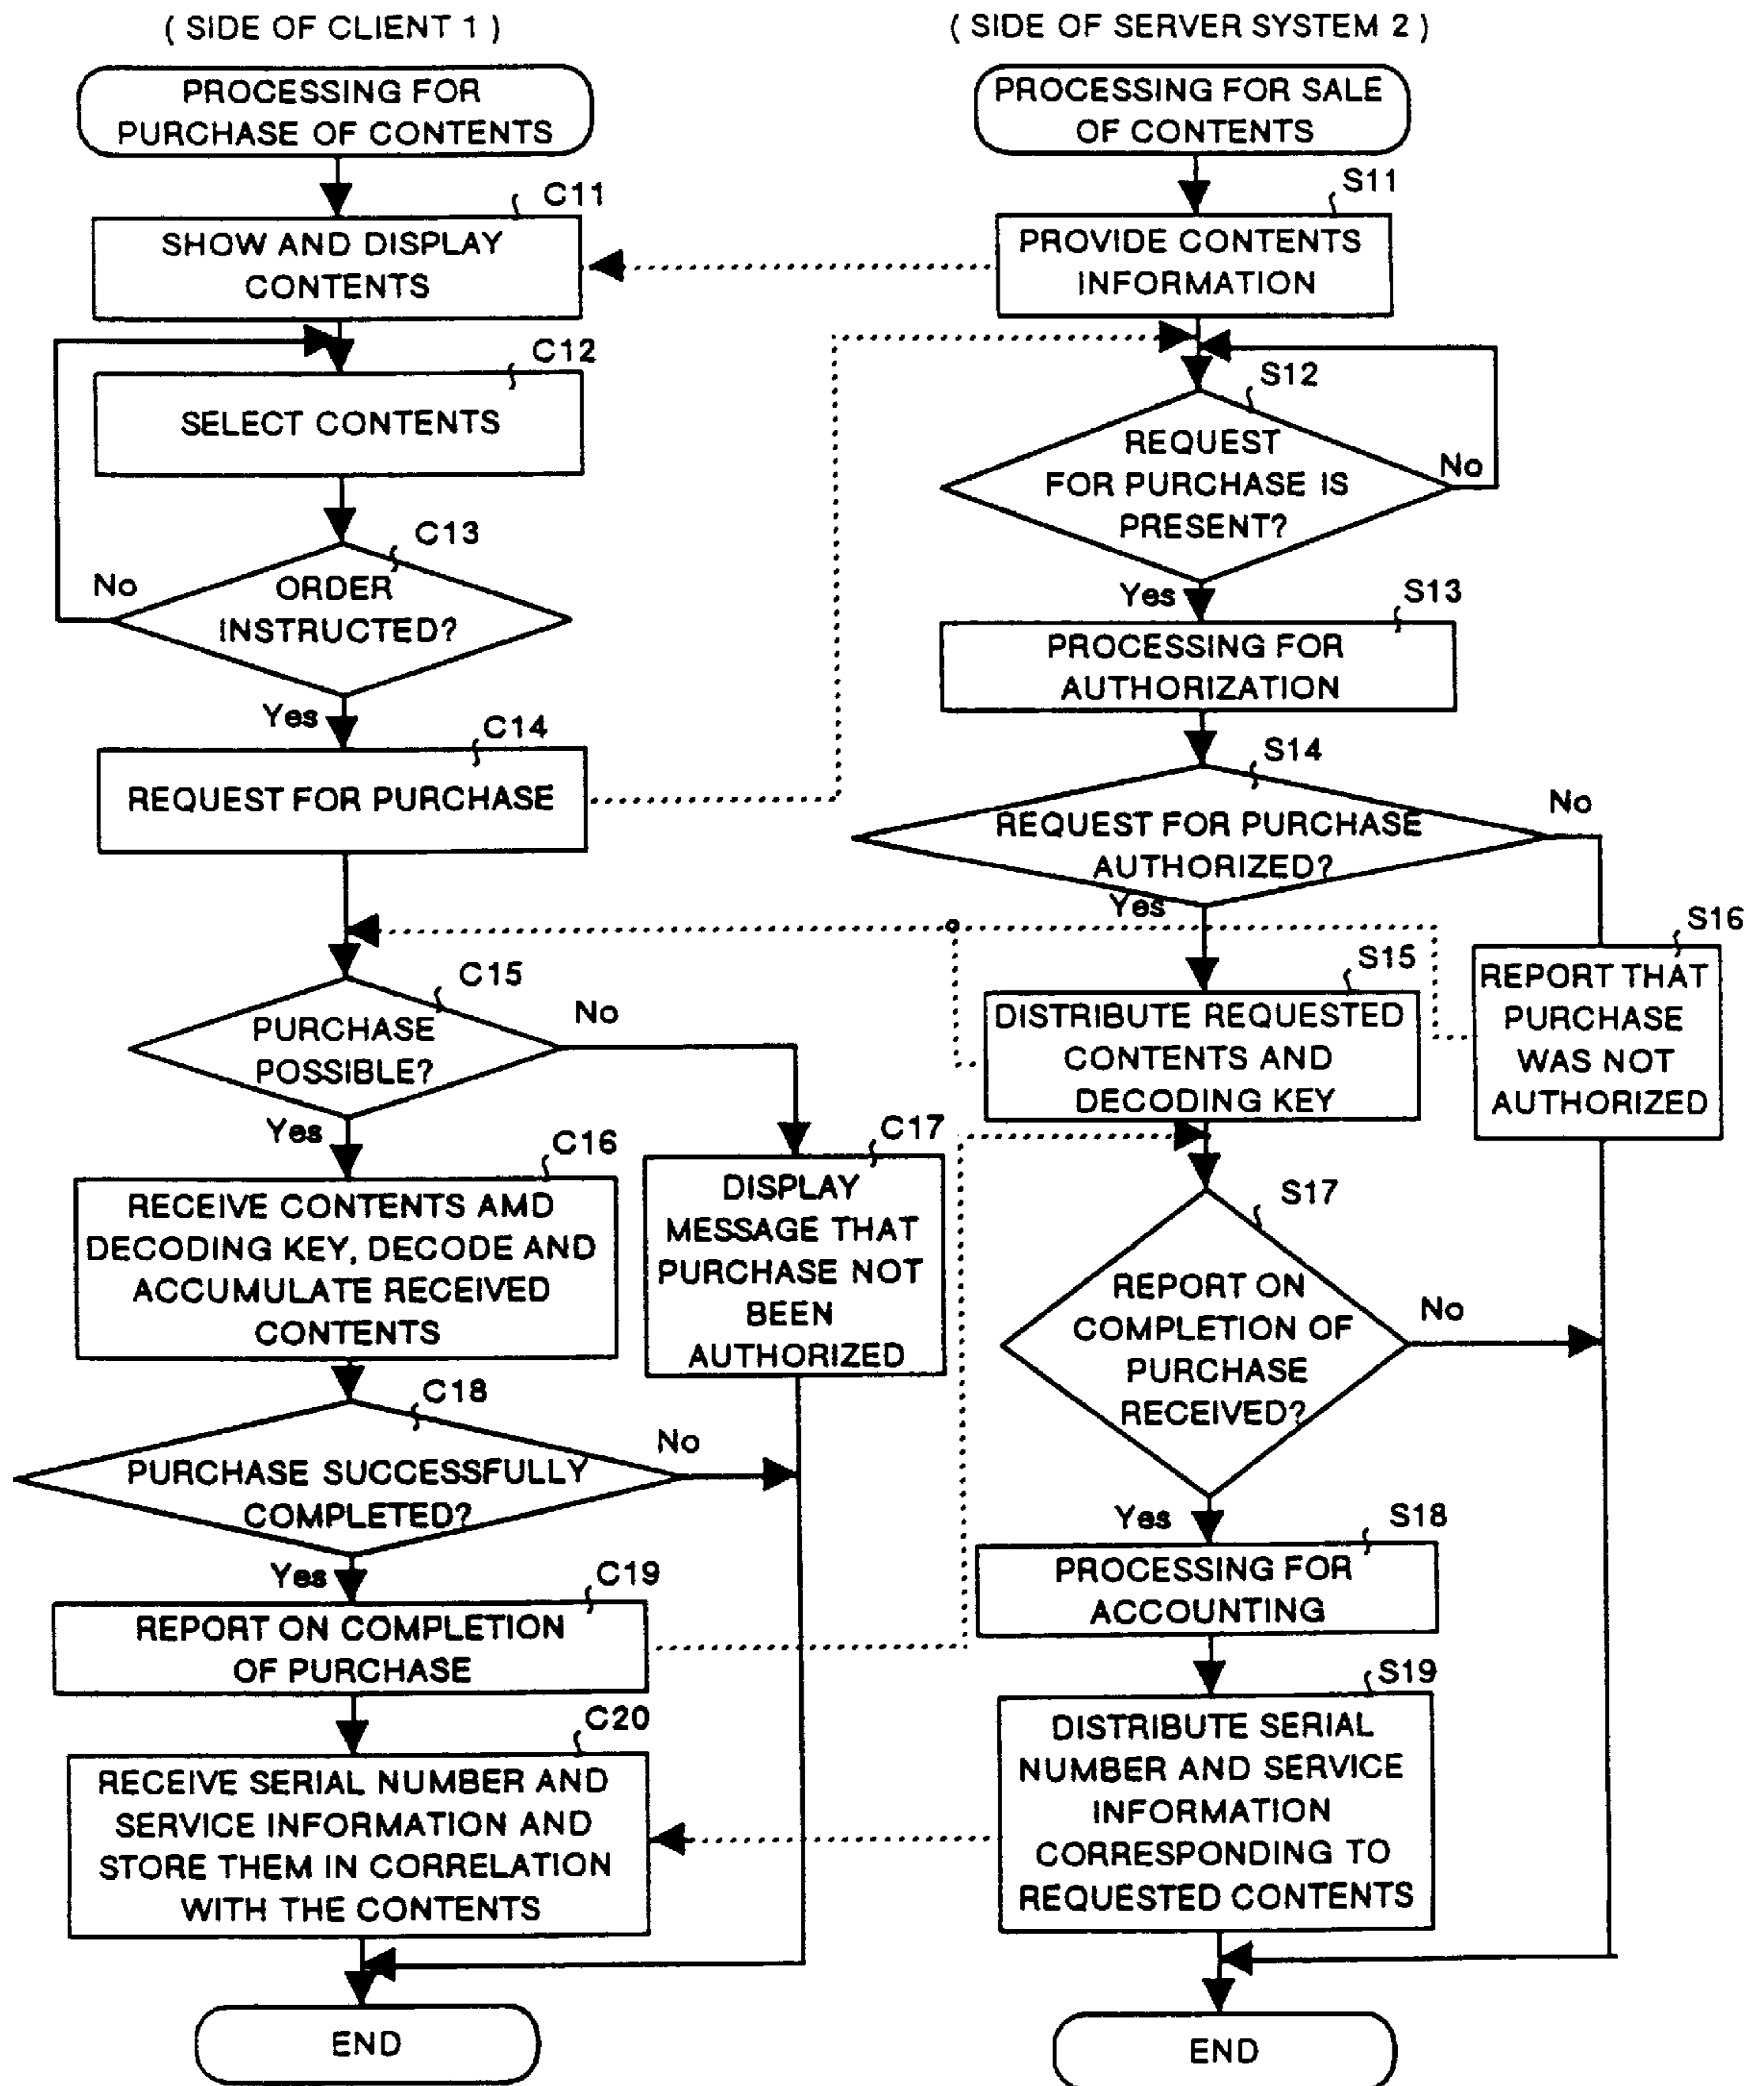 ( SIDE OF CLIENT 1 )
PROCESSING FOR
PURCHASE OF CONTENTS
C11
SHOW AND DISPLAY
CONTENTS
C12
SELECT CONTENTS
C13
ORDER
INSTRUCTED?
No
Yes
C14
REQUEST FOR PURCHASE
C15
PURCHASE
POSSIBLE?
No
Yes
C16
RECEIVE CONTENTS AMD
DECODING KEY, DECODE AND
ACCUMULATE RECEIVED
CONTENTS
C17
DISPLAY
MESSAGE THAT
PURCHASE NOT
BEEN
AUTHORIZED
C18
PURCHASE SUCCESSFULLY
COMPLETED?
No
Yes
C19
REPORT ON COMPLETION
OF PURCHASE
C20
RECEIVE SERIAL NUMBER AND
SERVICE INFORMATION AND
STORE THEM IN CORRELATION
WITH THE CONTENTS
END
( SIDE OF SERVER SYSTEM 2 )
PROCESSING FOR SALE
OF CONTENTS
S11
PROVIDE CONTENTS
INFORMATION
S12
REQUEST
FOR PURCHASE IS
PRESENT?
No
Yes
S13
PROCESSING FOR
AUTHORIZATION
S14
REQUEST FOR PURCHASE
AUTHORIZED?
No
Yes
S15
DISTRIBUTE REQUESTED
CONTENTS AND
DECODING KEY
S16
REPORT THAT
PURCHASE
WAS NOT
AUTHORIZED
S17
REPORT ON
COMPLETION OF
PURCHASE
RECEIVED?
No
Yes
S18
PROCESSING FOR
ACCOUNTING
S19
DISTRIBUTE SERIAL
NUMBER AND SERVICE
INFORMATION
CORRESPONDING TO
REQUESTED CONTENTS
END